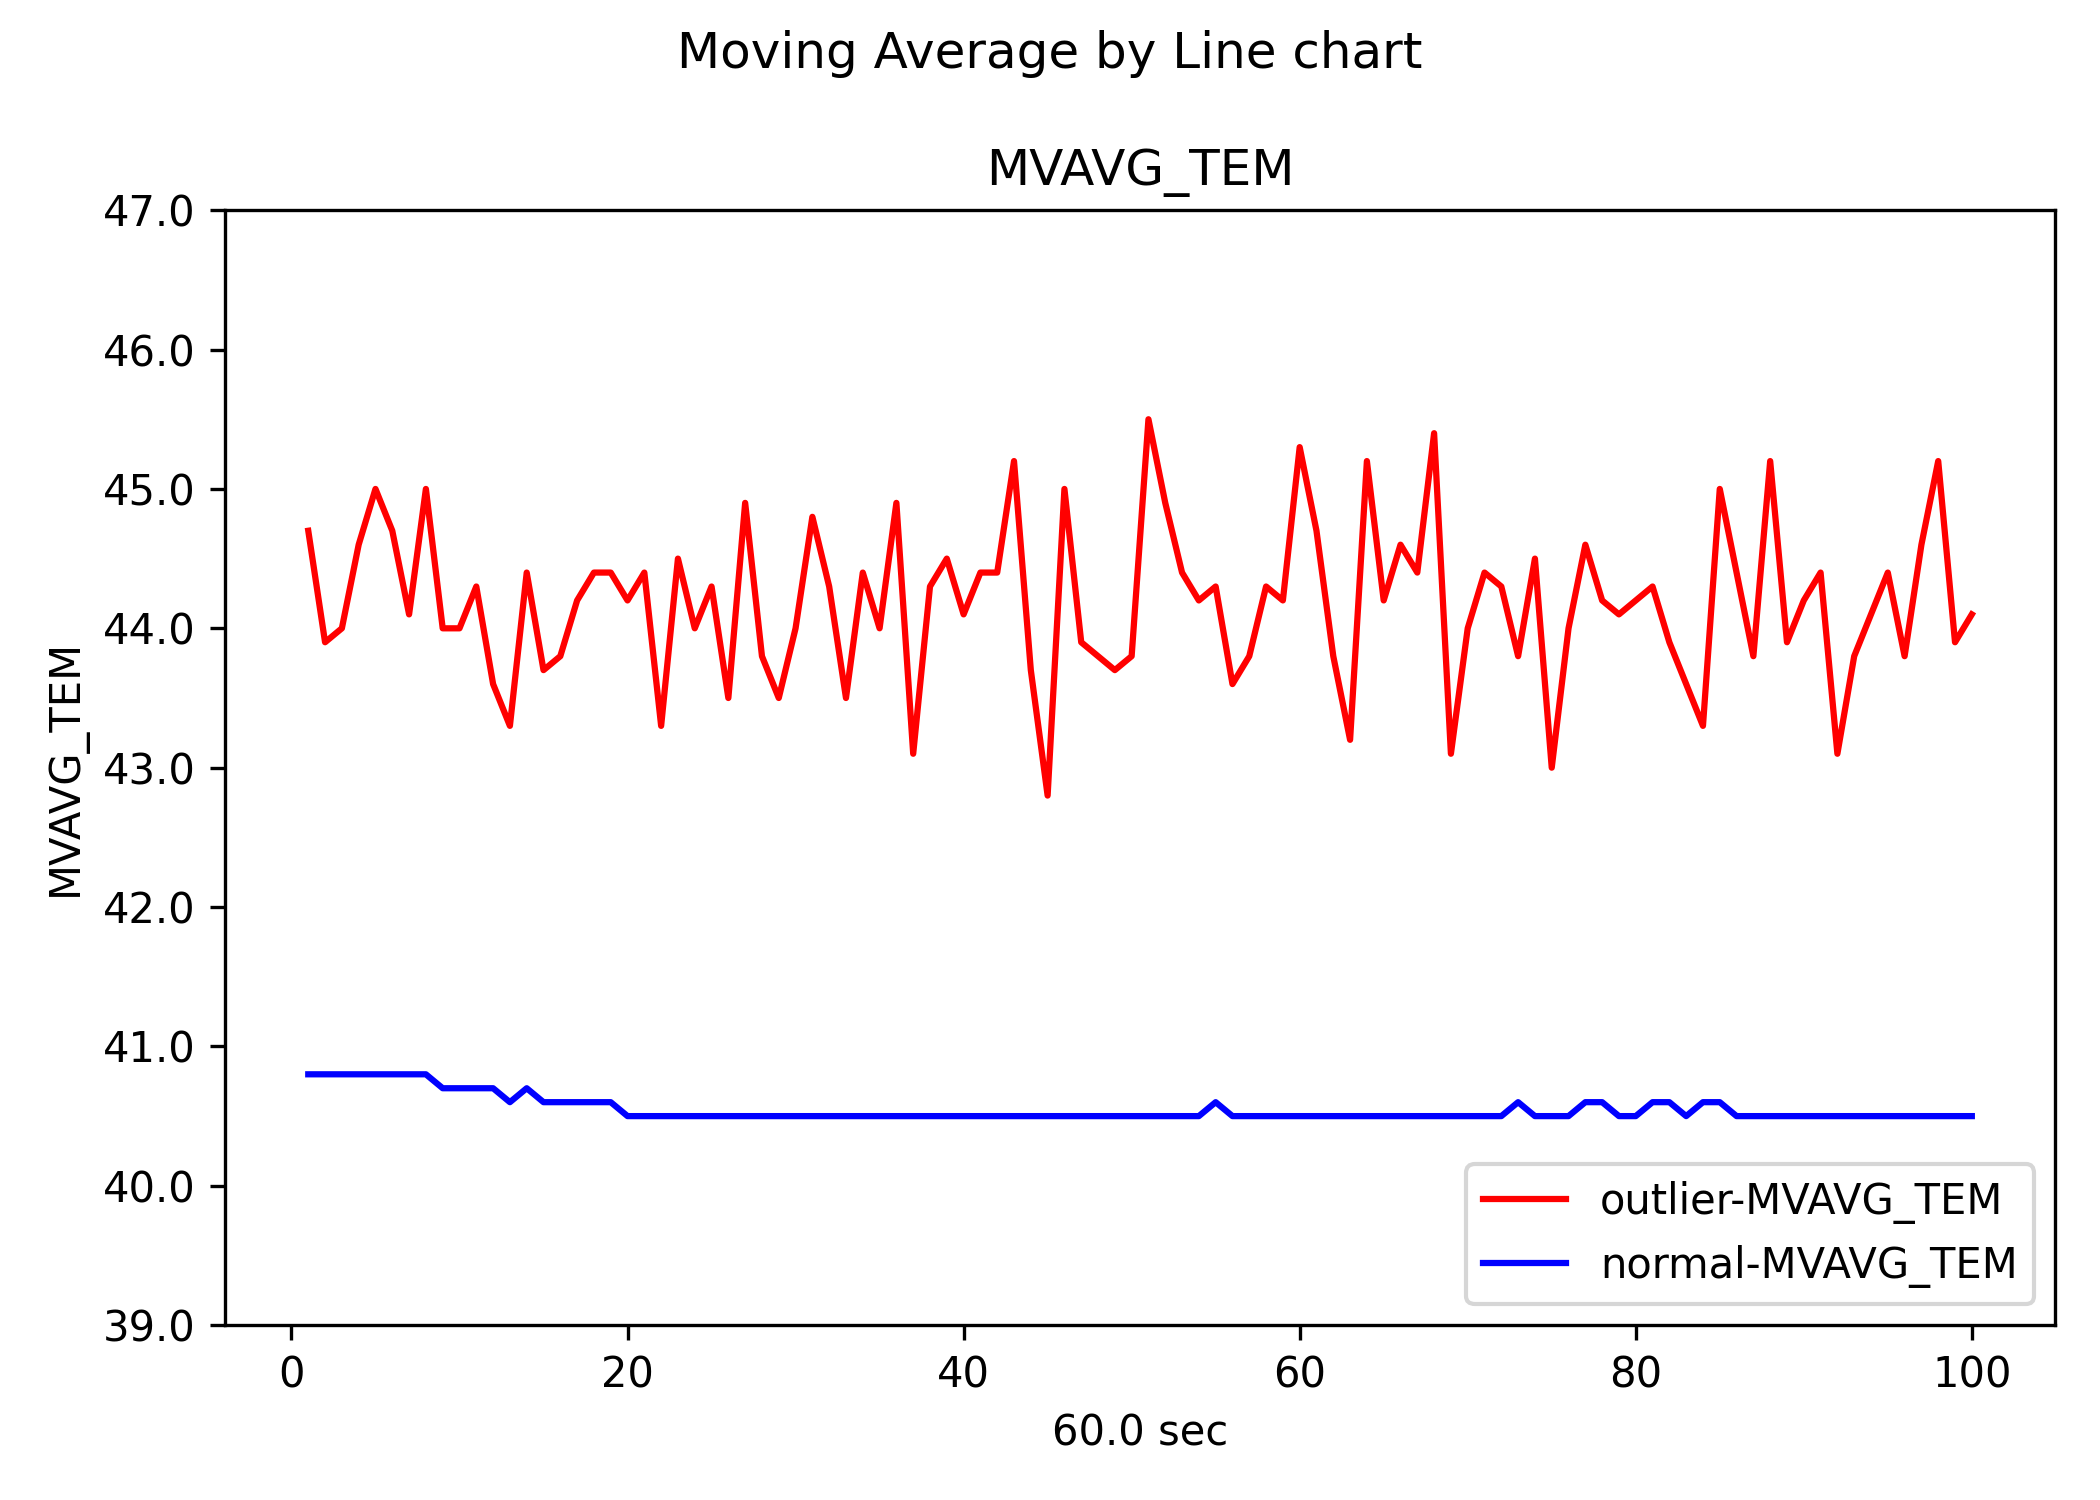 Moving Average by Line chart
MVAVG_TEM
47.0
46.0
45.0
44.0
43.0
42.0
41.0
40.0
39.0
MVAVG_TEM
outlier-MVAVG_TEM
normal-MVAVG_TEM
0 20 40 60 80 100
60.0 sec